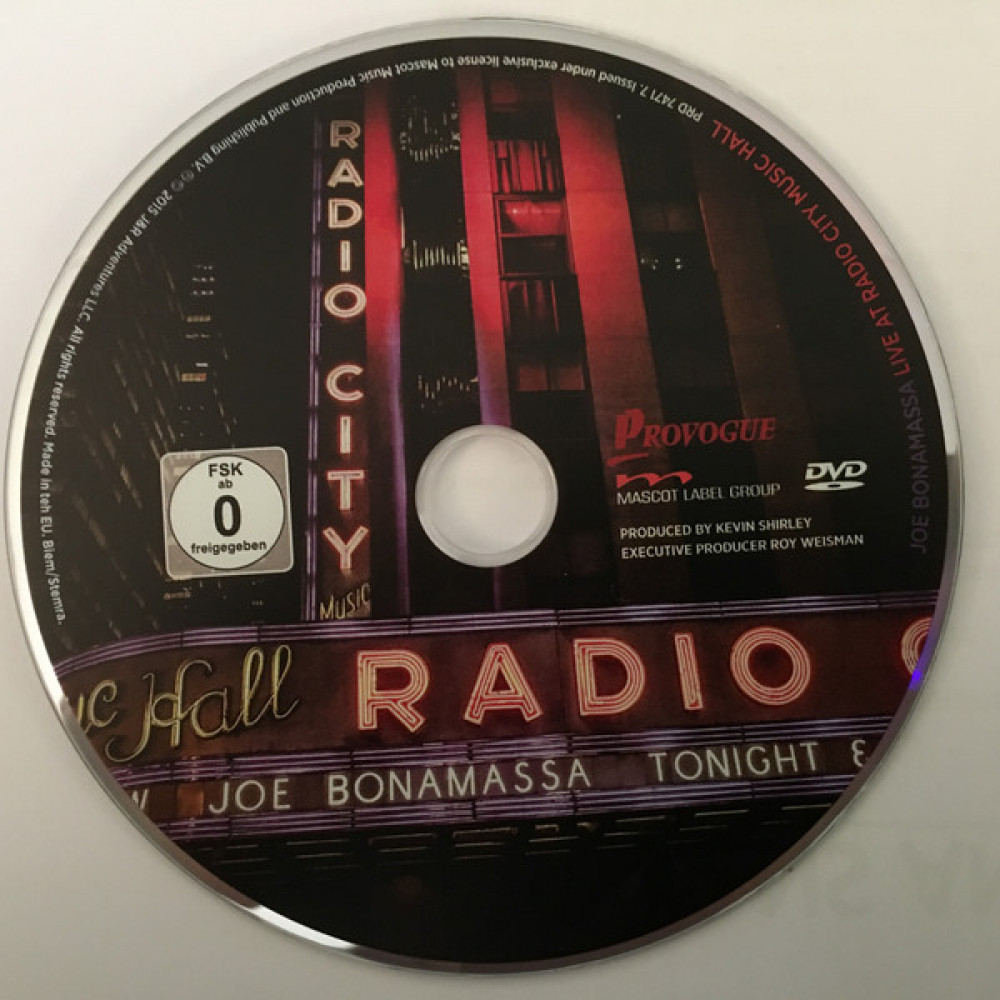 PRD 7471 7. Issued under exclusive license to Mascot Music Production and Publishing B.V. ℗ © 2015 J&R Adventures LLC. All rights reserved. Made in teh EU. Biem/Stemra.
JOE BONAMASSA LIVE AT RADIO CITY MUSIC HALL
RADIO CITY
MUSIC
PROVOGUE
MASCOT LABEL GROUP
DVD
PRODUCED BY KEVIN SHIRLEY
EXECUTIVE PRODUCER ROY WEISMAN
FSK
ab
0
freigegeben
Hall RADIO
JOE BONAMASSA TONIGHT &